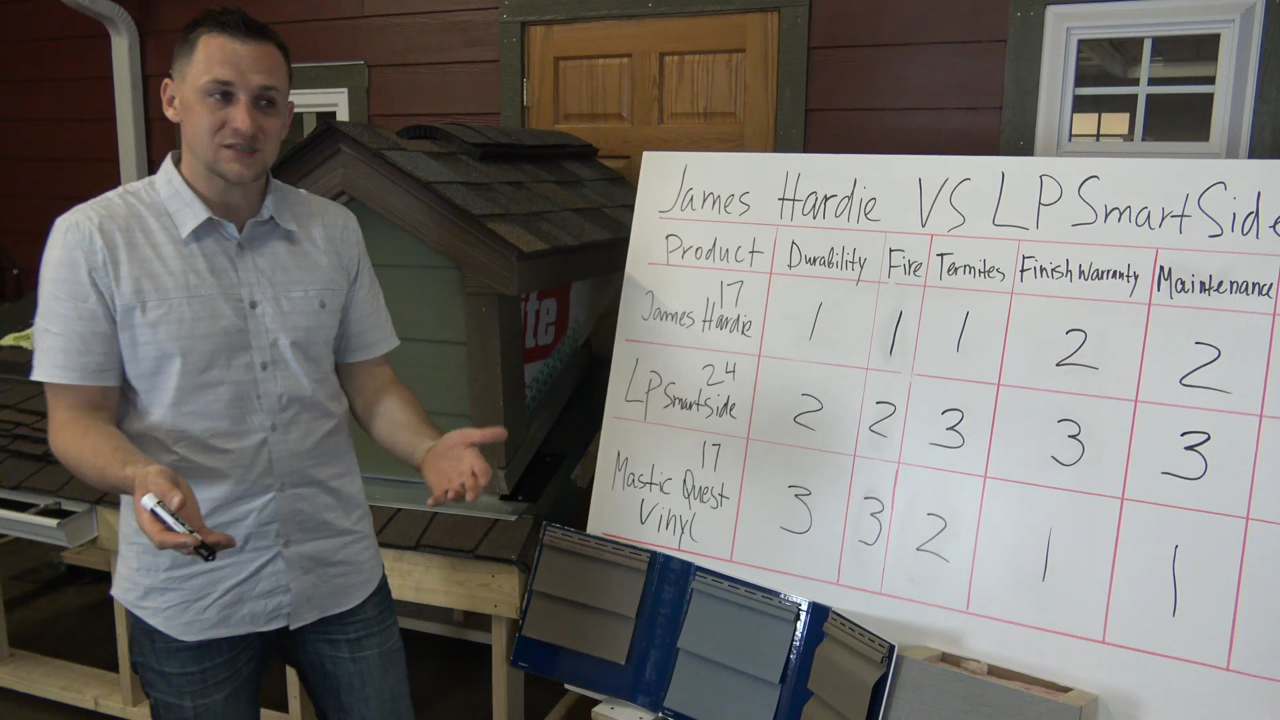 James Hardie VS LP SmartSide
Product Durability Fire Termites Finish Warranty Maintenance
17
James Hardie 1 1 1 2 2
24
LP Smartside 2 2 3 3 3
17
Mastic Quest
Vinyl 3 3 2 1 1